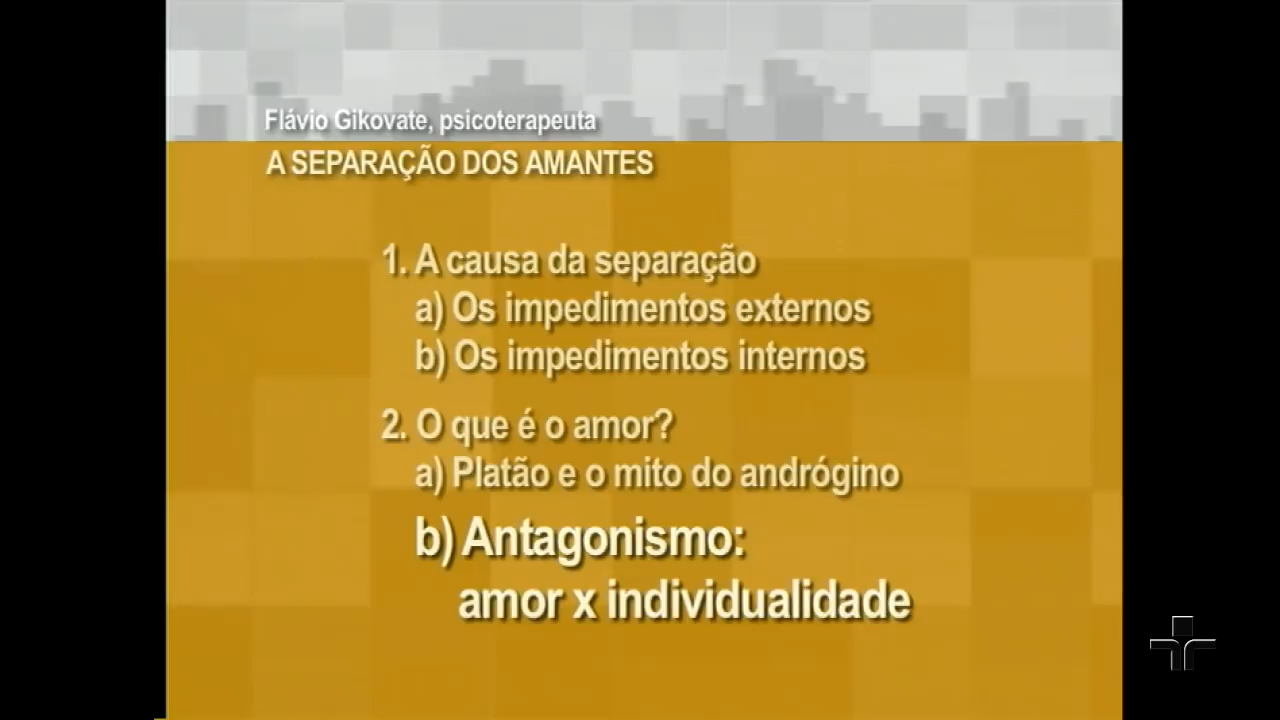 Flávio Gikovate, psicoterapeuta
A SEPARAÇÃO DOS AMANTES
1. A causa da separação
a) Os impedimentos externos
b) Os impedimentos internos
2. O que é o amor?
a) Platão e o mito do andrógino
b) Antagonismo:
amor x individualidade